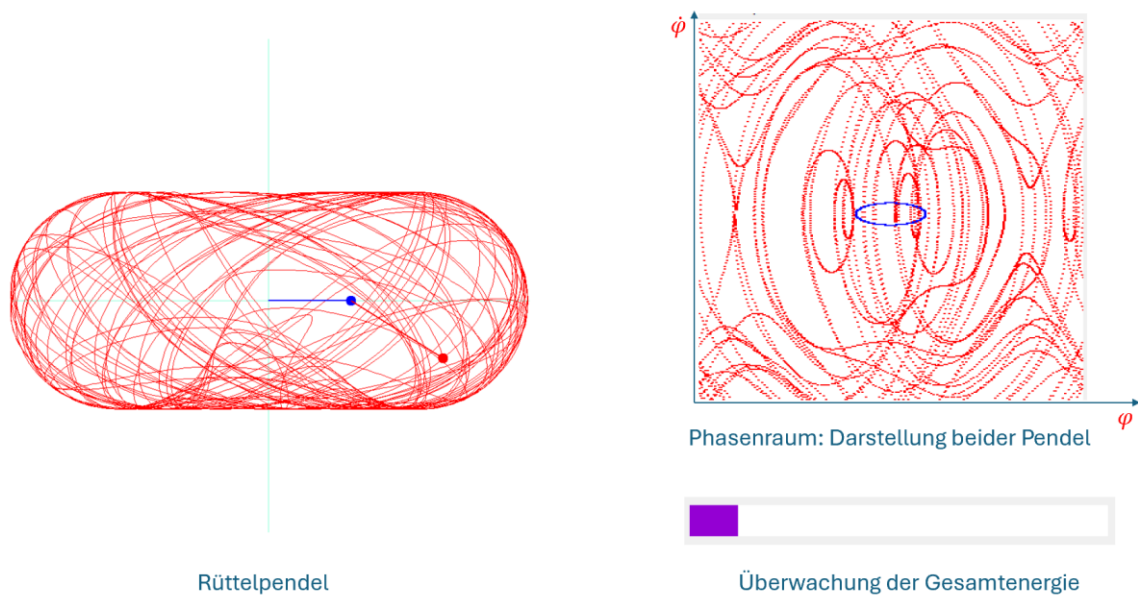 φ̇
φ
Phasenraum: Darstellung beider Pendel
Rüttelpendel
Überwachung der Gesamtenergie